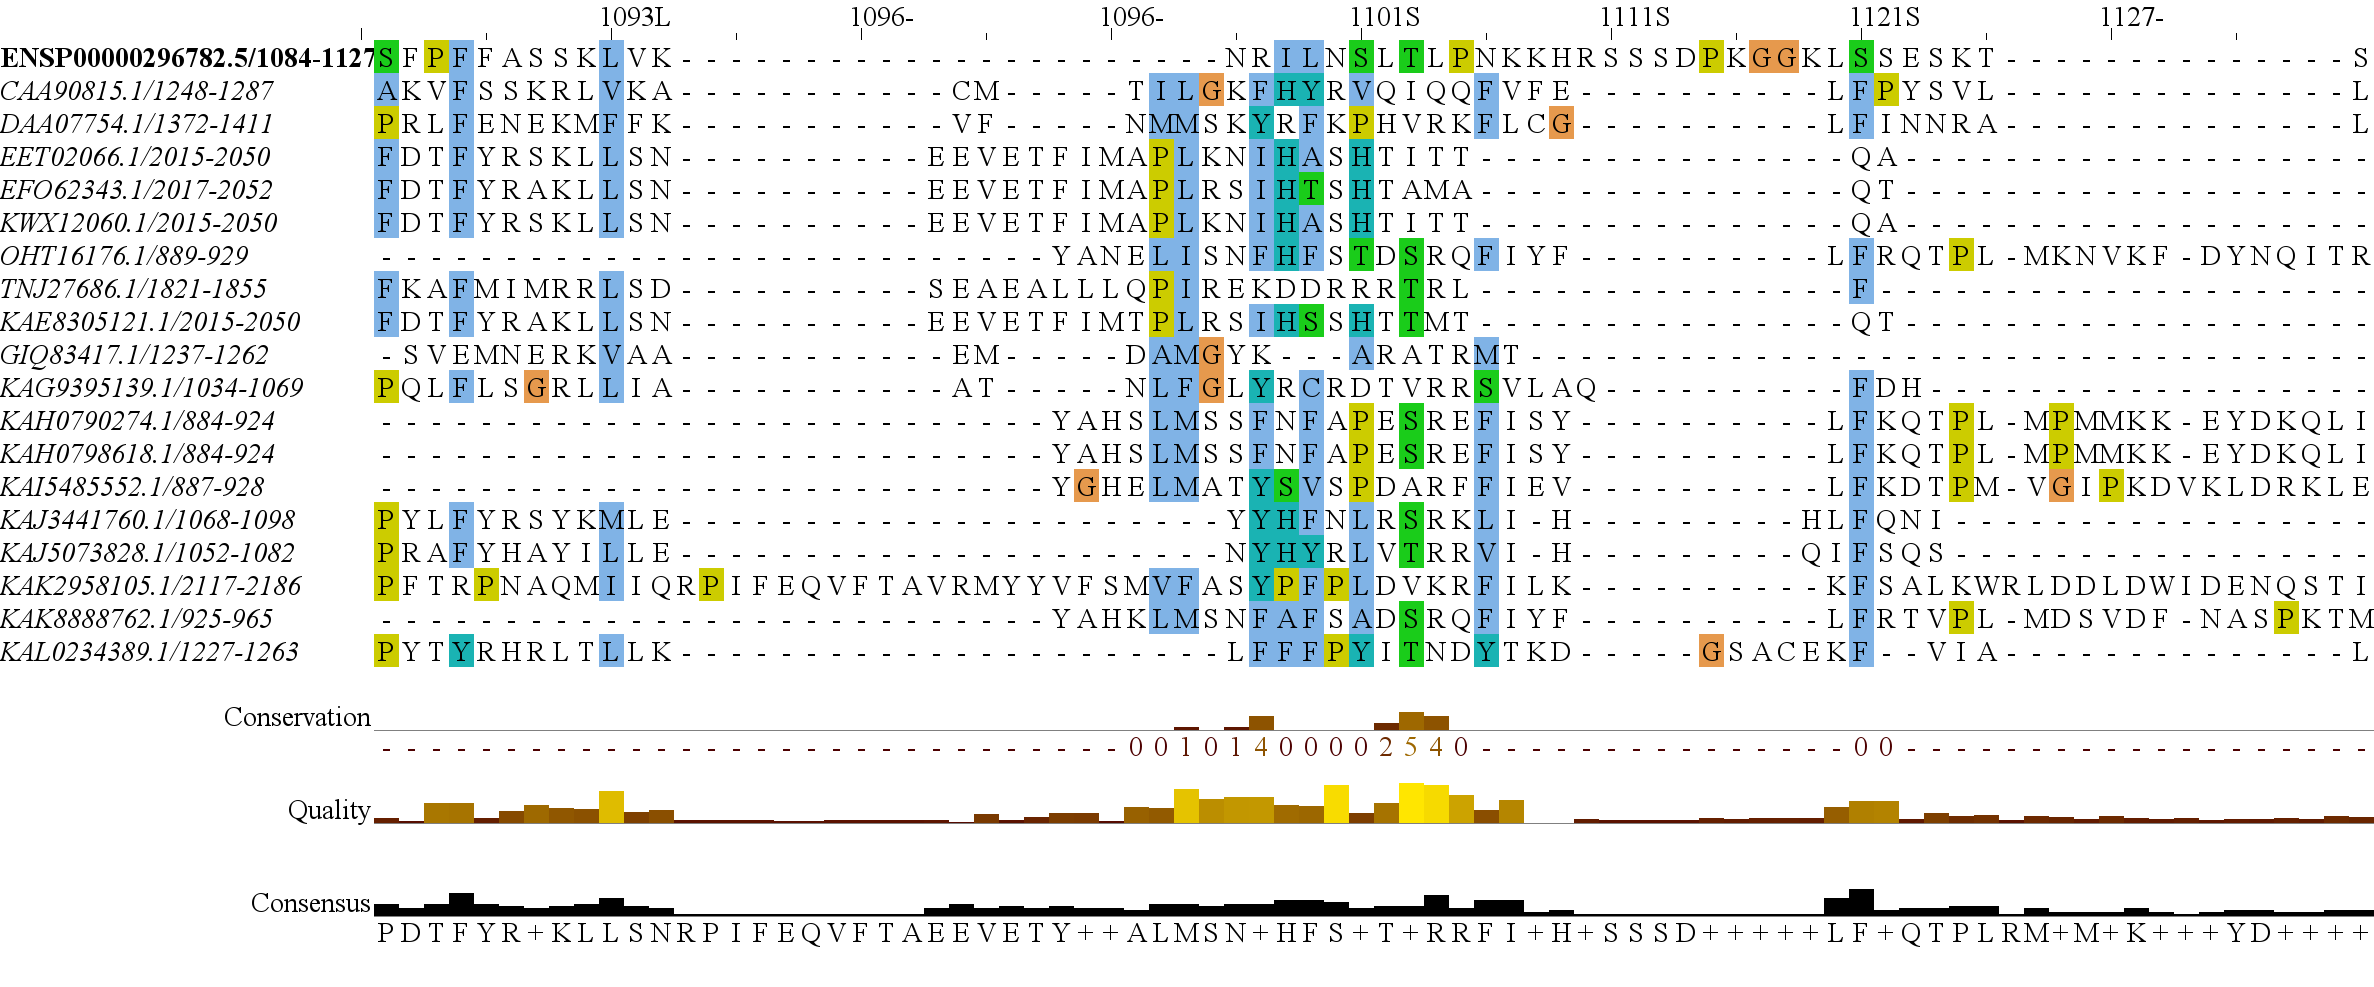 1093L 1096- 1096- 1101S 1111S 1121S 1127-
ENSP00000296782.5/1084-1127 SFPFFASSKLVK----------------------NRILNSLTLPNKKHRSSSDPKGGKLSSESKT--------------S
CAA90815.1/1248-1287 AKVFSSKRLVKA-----------CM-----TILGKFHYRVQIQQFVFE----------LFPYSVL--------------L
DAA07754.1/1372-1411 PRLFENEKMFFK-----------VF-----NMMSKYRFKPHVRKFLCG----------LFINNRA--------------L
EET02066.1/2015-2050 FDTFYRSKLLSN----------EEVETFIMAPLKNIHASHTITT---------------QA-------------------
EFO62343.1/2017-2052 FDTFYRAKLLSN----------EEVETFIMAPLRSIHTSHTAMA---------------QT-------------------
KWX12060.1/2015-2050 FDTFYRSKLLSN----------EEVETFIMAPLKNIHASHTITT---------------QA-------------------
OHT16176.1/889-929 ---------------------------YANELISNFHFSTDSRQFIYF----------LFRQTPL-MKNVKF-DYNQITR
TNJ27686.1/1821-1855 FKAFMIMRRLSD----------SEAEALLLQPIREKDDRRRTRL---------------F--------------------
KAE8305121.1/2015-2050 FDTFYRAKLLSN----------EEVETFIMTPLRSIHSSHTTMT---------------QT-------------------
GIQ83417.1/1237-1262 -SVEMNERKVAA-----------EM-----DAMGYK---ARATRMT----------------------------------
KAG9395139.1/1034-1069 PQLFLSGRLLIA-----------AT-----NLFGLYRCRDTVRRSVLAQ----------FDH------------------
KAH0790274.1/884-924 ---------------------------YAHSLMSSFNFAPESREFISY----------LFKQTPL-MPMMKK-EYDKQLI
KAH0798618.1/884-924 ---------------------------YAHSLMSSFNFAPESREFISY----------LFKQTPL-MPMMKK-EYDKQLI
KAI5485552.1/887-928 ---------------------------YGHELMATYSVSPDARFFIEV----------LFKDTPM-VGIPKDVKLDRKLE
KAJ3441760.1/1068-1098 PYLFYRSYKMLE----------------------YYHFNLRSRKLI-H---------HLFQNI-----------------
KAJ5073828.1/1052-1082 PRAFYHAYILLE----------------------NYHYRLVTRRVI-H---------QIFSQS-----------------
KAK2958105.1/2117-2186 PFTRPNAQMIIQRPIFEQVFTAVRMYYVFSMVFASYPFPLDVKRFILK----------KFSALKWRLDDLDWIDENQSTI
KAK8888762.1/925-965 ---------------------------YAHKLMSNFAFSADSRQFIYF----------LFRTVPL-MDSVDF-NASPKTM
KAL0234389.1/1227-1263 PYTYRHRLTLLK----------------------LFFFPYITNDYTKD-----GSACEKF--VIA--------------L
Conservation
------------------------------00101400002540---------------00-------------------
Quality
Consensus
PDTFYR+KLLSNRPIFEQVFTAEEVETY++ALMSN+HFS+T+RRFI+H+SSSD+++++LF+QTPLRM+M+K+++YD++++